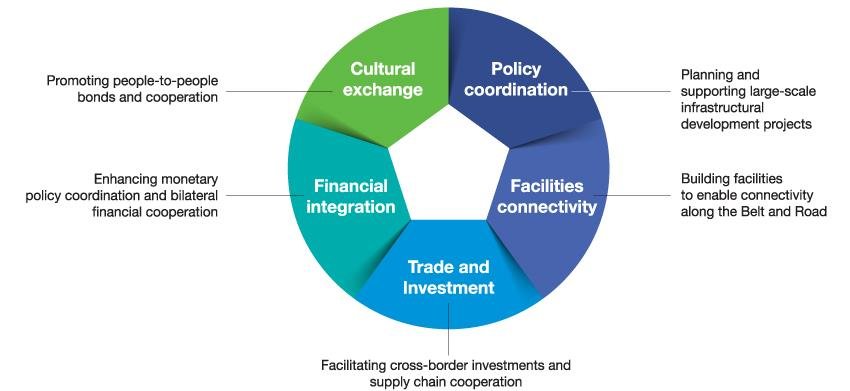 Cultural
exchange
Policy
coordination
Promoting people-to-people
bonds and cooperation
Planning and
supporting large-scale
infrastructural
development projects
Financial
integration
Facilities
connectivity
Enhancing monetary
policy coordination and bilateral
financial cooperation
Building facilities
to enable connectivity
along the Belt and Road
Trade and
Investment
Facilitating cross-border investments and
supply chain cooperation